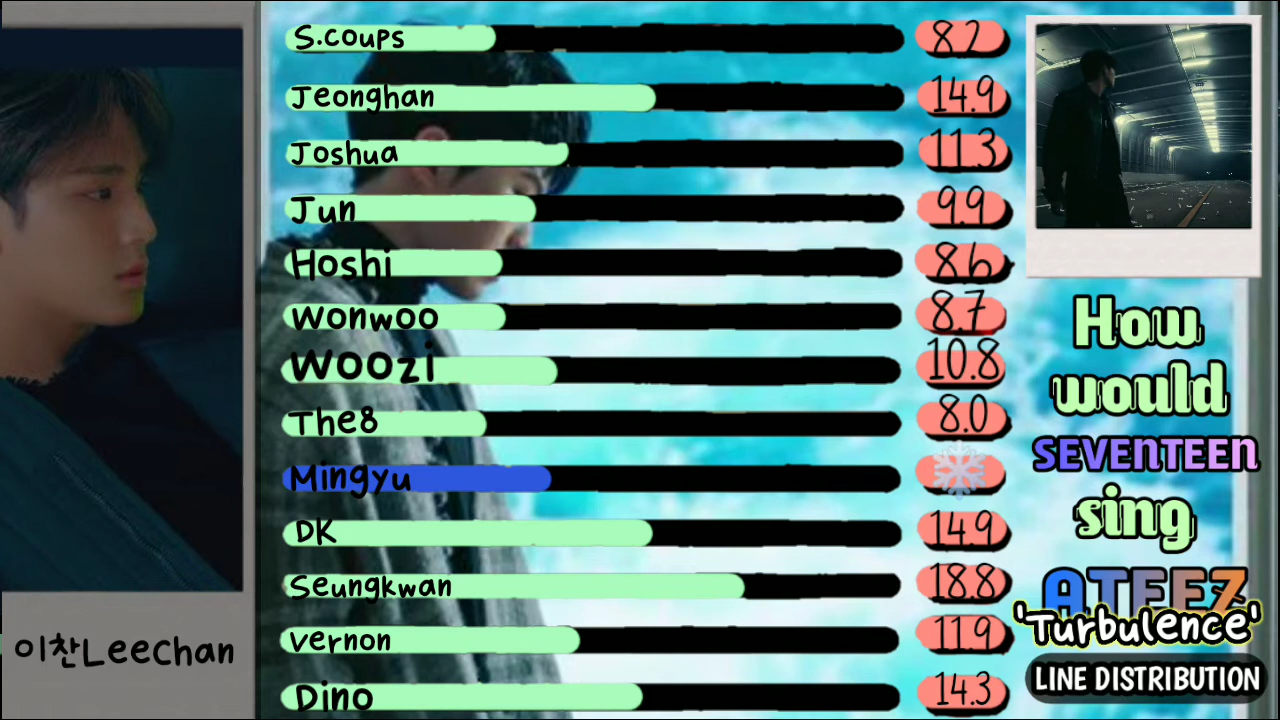 S.coups 8.2
Jeonghan 14.9
Joshua 11.3
Jun 9.9
Hoshi 8.6
Wonwoo 8.7
Woozi 10.8
The8 8.0
Mingyu
DK 14.9
Seungkwan 18.8
vernon 11.9
Dino 14.3
이찬LeeChan
How
would
SEVENTEEN
sing
ATEEZ
'Turbulence'
LINE DISTRIBUTION